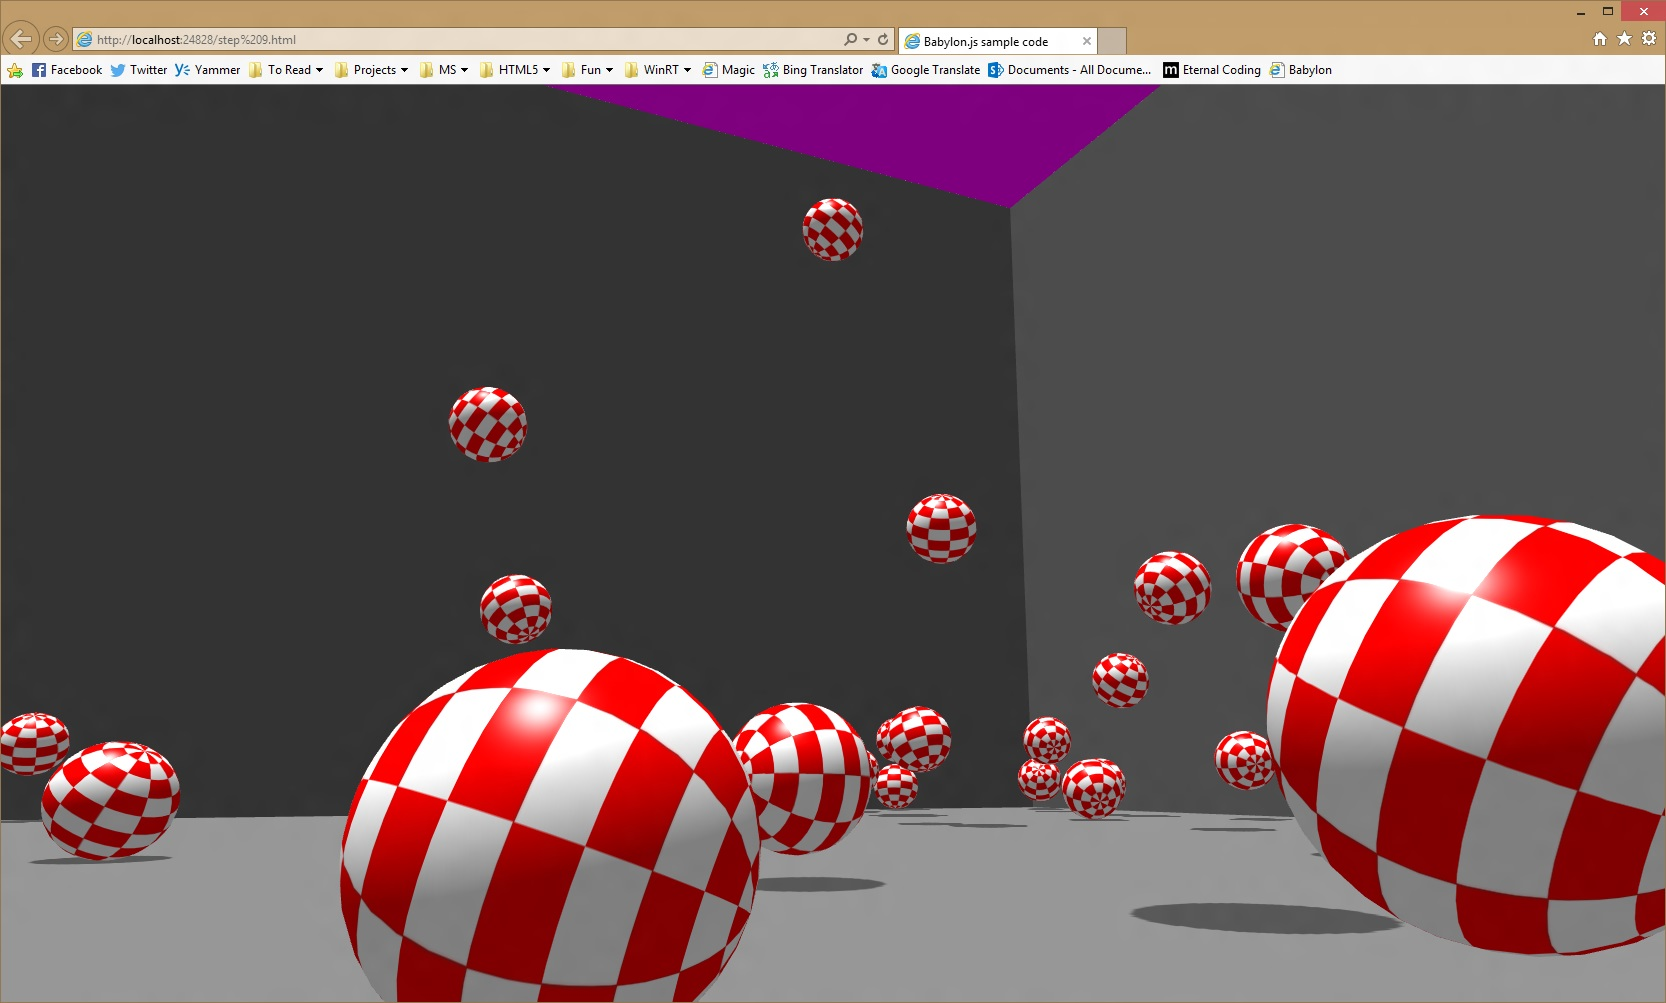 http://localhost:24828/step%209.html
Babylon.js sample code
Facebook Twitter Yammer To Read Projects MS HTML5 Fun WinRT Magic Bing Translator Google Translate Documents - All Docume... Eternal Coding Babylon